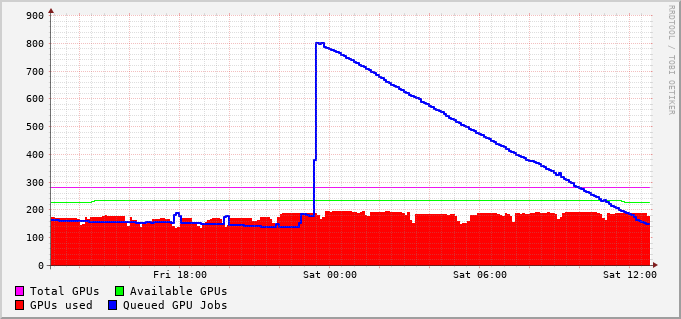 900
800
700
600
500
400
300
200
100
0
Fri 18:00 Sat 00:00 Sat 06:00 Sat 12:00
Total GPUs Available GPUs
GPUs used Queued GPU Jobs
RRDTOOL / TOBI OETIKER